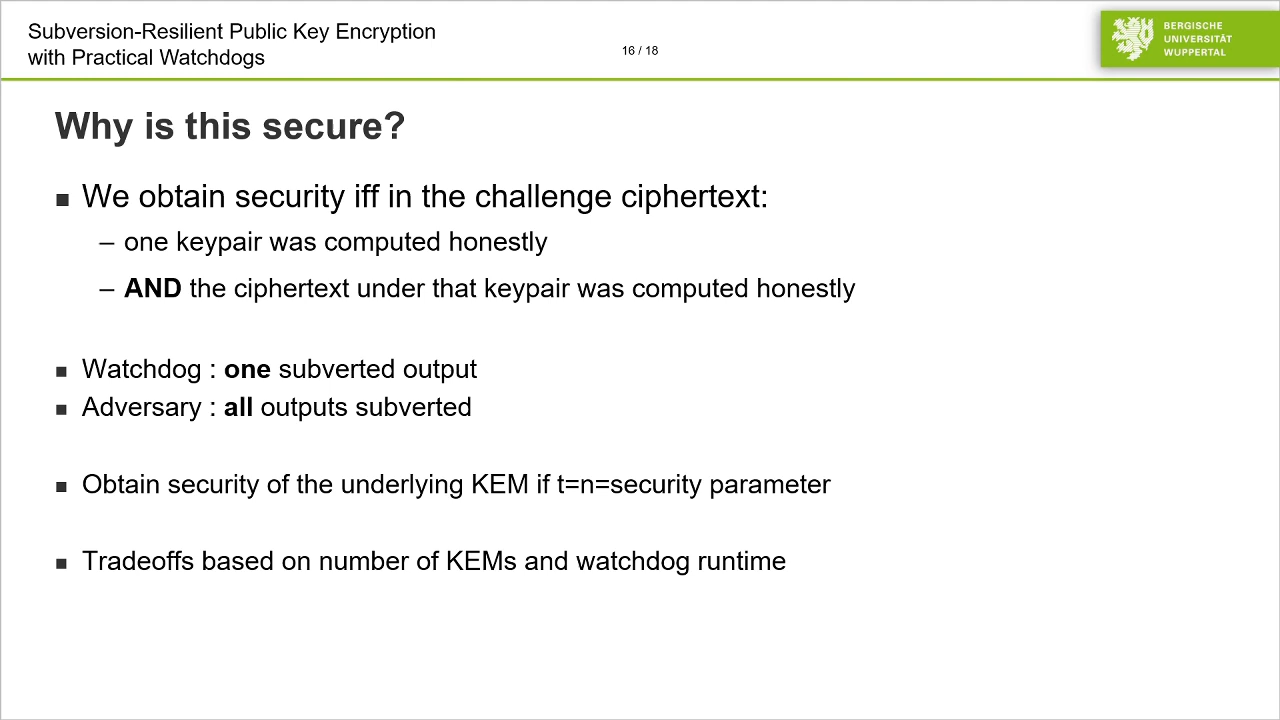 Subversion-Resilient Public Key Encryption
with Practical Watchdogs
16 / 18
BERGISCHE
UNIVERSITÄT
WUPPERTAL
Why is this secure?
■ We obtain security iff in the challenge ciphertext:
– one keypair was computed honestly
– AND the ciphertext under that keypair was computed honestly
■ Watchdog : one subverted output
■ Adversary : all outputs subverted
■ Obtain security of the underlying KEM if t=n=security parameter
■ Tradeoffs based on number of KEMs and watchdog runtime